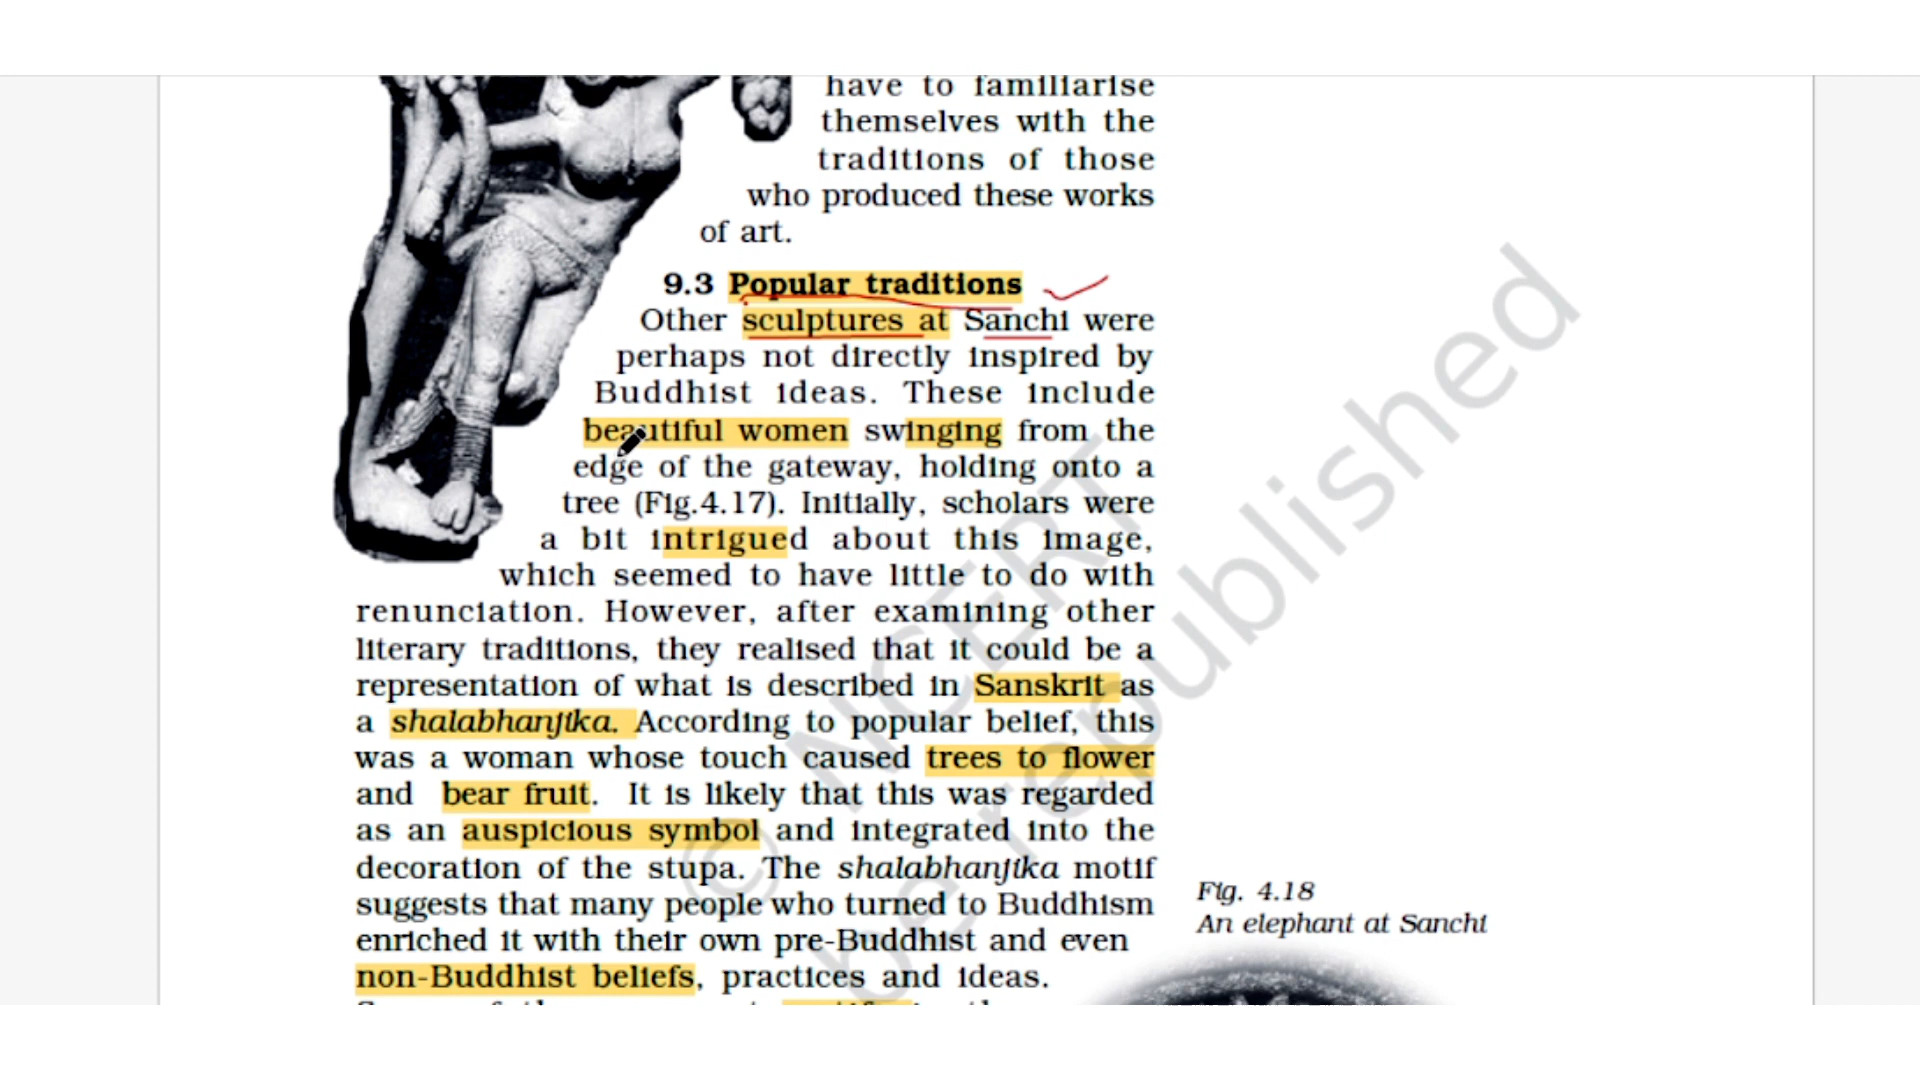 have to familiarise
themselves with the
traditions of those
who produced these works
of art.
9.3 Popular traditions
Other sculptures at Sanchi were
perhaps not directly inspired by
Buddhist ideas. These include
beautiful women swinging from the
edge of the gateway, holding onto a
tree (Fig.4.17). Initially, scholars were
a bit intrigued about this image,
which seemed to have little to do with
renunciation. However, after examining other
literary traditions, they realised that it could be a
representation of what is described in Sanskrit as
a shalabhanjika. According to popular belief, this
was a woman whose touch caused trees to flower
and bear fruit. It is likely that this was regarded
as an auspicious symbol and integrated into the
decoration of the stupa. The shalabhanjika motif
suggests that many people who turned to Buddhism
enriched it with their own pre-Buddhist and even
non-Buddhist beliefs, practices and ideas.
Fig. 4.18
An elephant at Sanchi
© NCERT
be republished